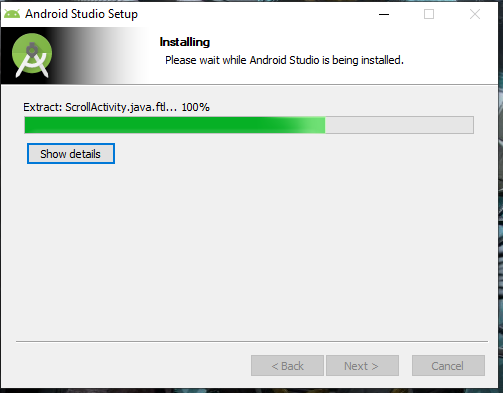 Android Studio Setup
Installing
Please wait while Android Studio is being installed.
Extract: ScrollActivity.java.ftl... 100%
Show details
< Back
Next >
Cancel